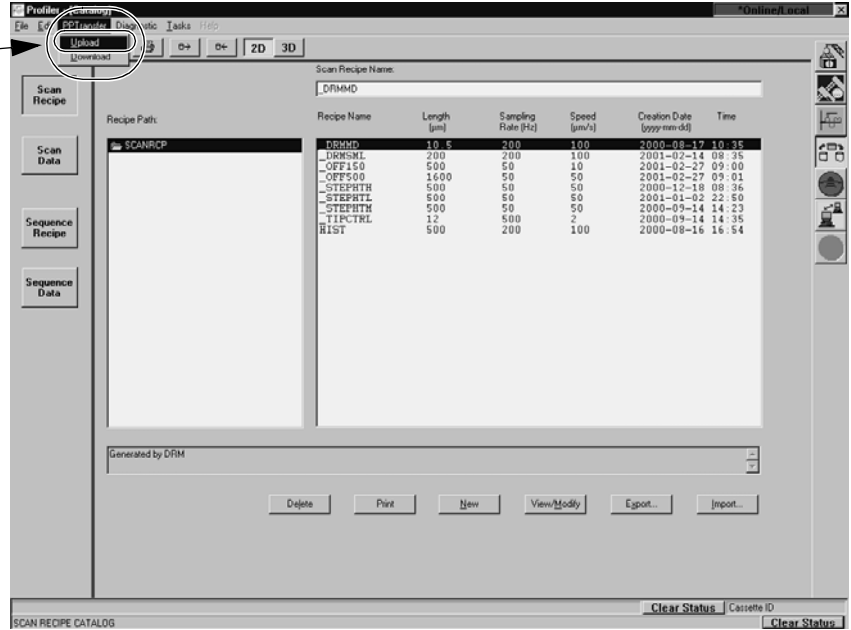 Profiler - [Catalog] *Online/Local
File Edit PPTransfer Diagnostic Tasks Help
Upload
Download
2D 3D
Scan Recipe
Scan Data
Sequence Recipe
Sequence Data
Scan Recipe Name:
_DRMMD
Recipe Path:
SCANRCP
Recipe Name Length (µm) Sampling Rate (Hz) Speed (µm/s) Creation Date (yyyy-mm-dd) Time
_DRMMD 10.5 200 100 2000-08-17 10:35
_DRMSML 200 200 100 2001-02-14 08:35
_OFF150 500 50 10 2001-02-27 09:00
_OFF500 1600 50 50 2001-02-27 09:01
_STEPHTH 500 50 50 2000-12-18 08:36
_STEPHTL 500 50 50 2001-01-02 22:50
_STEPHTM 500 50 50 2000-09-14 14:23
_TIPCTRL 12 500 2 2000-09-14 14:35
HIST 500 200 100 2000-08-16 16:54
Generated by DRM
Delete Print New View/Modify Export... Import...
Clear Status Cassette ID
SCAN RECIPE CATALOG Clear Status